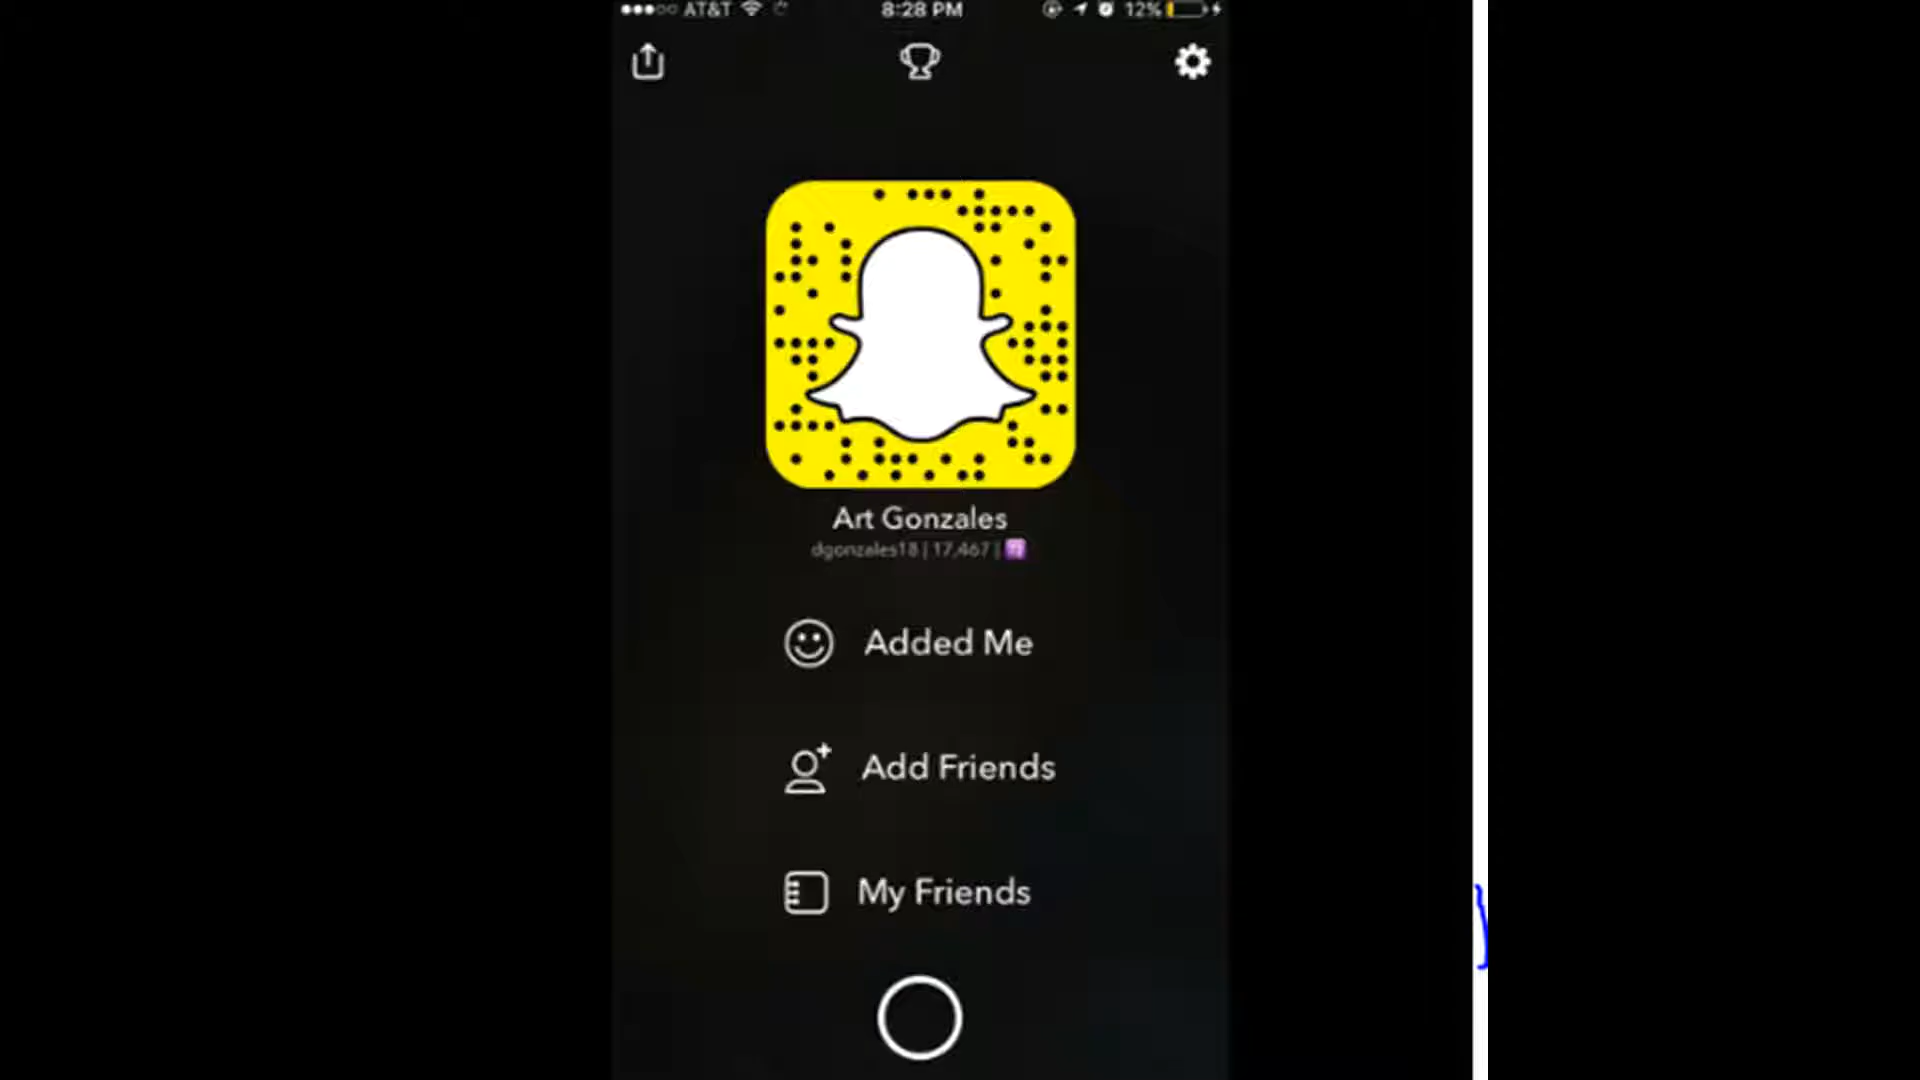 AT&T 8:28 PM 12%
Art Gonzales
dgonzales18 | 17,467 |
Added Me
Add Friends
My Friends